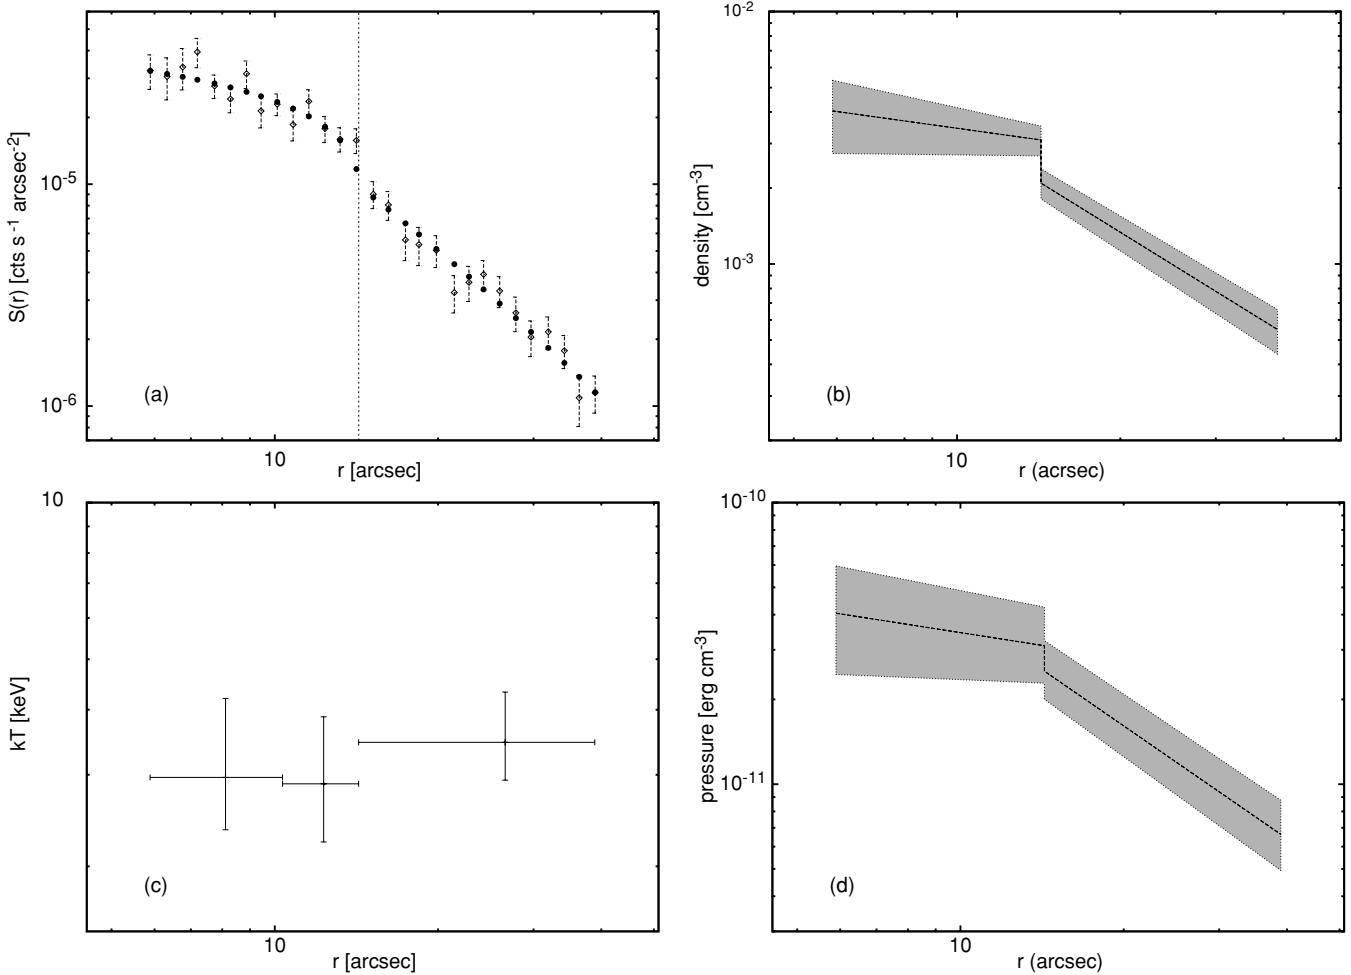 S(r) [cts s⁻¹ arcsec⁻²]
10⁻⁵
10⁻⁶
(a)
10
r [arcsec]
density [cm⁻³]
10⁻²
10⁻³
(b)
10
r (acrsec)
kT [keV]
10
(c)
10
r [arcsec]
pressure [erg cm⁻³]
10⁻¹⁰
10⁻¹¹
(d)
10
r (arcsec)